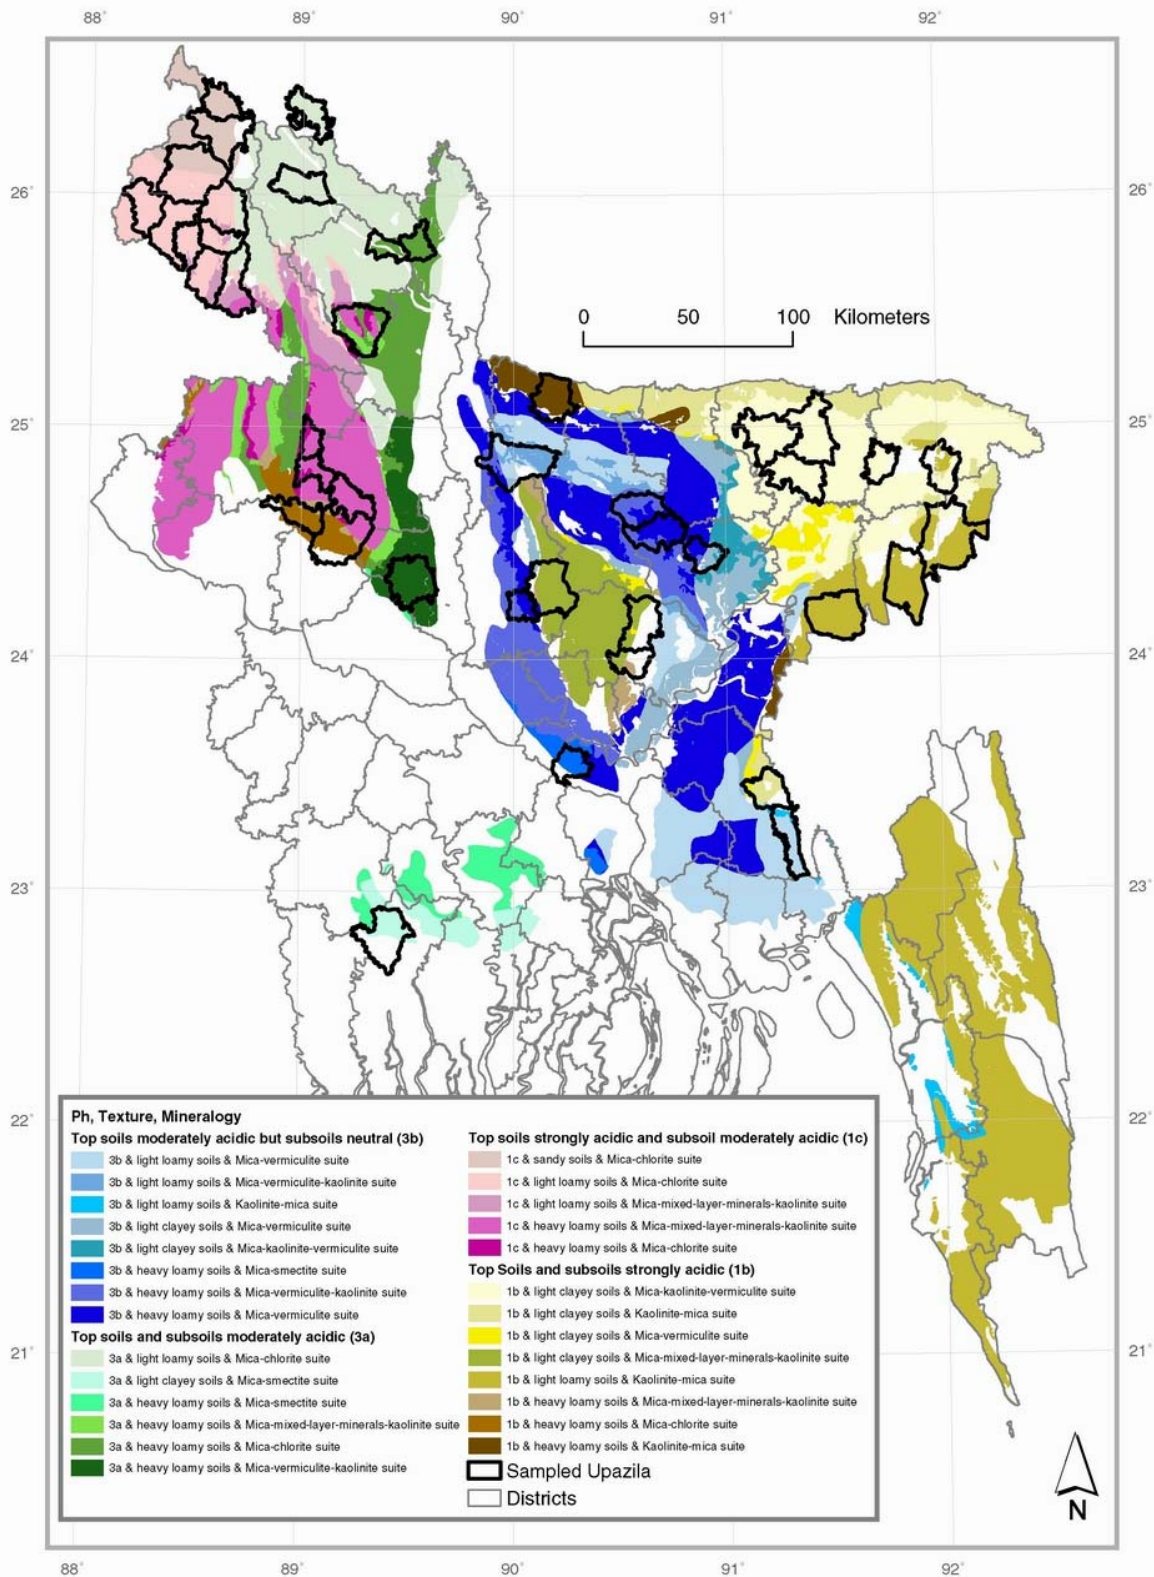 88° 89° 90° 91° 92°
26° 26°
0 50 100 Kilometers
25° 25°
24° 24°
23° 23°
22° 22°
21° 21°
Ph, Texture, Mineralogy
Top soils moderately acidic but subsoils neutral (3b)
3b & light loamy soils & Mica-vermiculite suite
3b & light loamy soils & Mica-vermiculite-kaolinite suite
3b & light loamy soils & Kaolinite-mica suite
3b & light clayey soils & Mica-vermiculite suite
3b & light clayey soils & Mica-kaolinite-vermiculite suite
3b & heavy loamy soils & Mica-smectite suite
3b & heavy loamy soils & Mica-vermiculite-kaolinite suite
3b & heavy loamy soils & Mica-vermiculite suite
Top soils and subsoils moderately acidic (3a)
3a & light loamy soils & Mica-chlorite suite
3a & light clayey soils & Mica-smectite suite
3a & heavy loamy soils & Mica-smectite suite
3a & heavy loamy soils & Mica-mixed-layer-minerals-kaolinite suite
3a & heavy loamy soils & Mica-chlorite suite
3a & heavy loamy soils & Mica-vermiculite-kaolinite suite
Top soils strongly acidic and subsoil moderately acidic (1c)
1c & sandy soils & Mica-chlorite suite
1c & light loamy soils & Mica-chlorite suite
1c & light loamy soils & Mica-mixed-layer-minerals-kaolinite suite
1c & heavy loamy soils & Mica-mixed-layer-minerals-kaolinite suite
1c & heavy loamy soils & Mica-chlorite suite
Top Soils and subsoils strongly acidic (1b)
1b & light clayey soils & Mica-kaolinite-vermiculite suite
1b & light clayey soils & Kaolinite-mica suite
1b & light clayey soils & Mica-vermiculite suite
1b & light clayey soils & Mica-mixed-layer-minerals-kaolinite suite
1b & light loamy soils & Kaolinite-mica suite
1b & heavy loamy soils & Mica-mixed-layer-minerals-kaolinite suite
1b & heavy loamy soils & Mica-chlorite suite
1b & heavy loamy soils & Kaolinite-mica suite
Sampled Upazila
Districts
N
88° 89° 90° 91° 92°